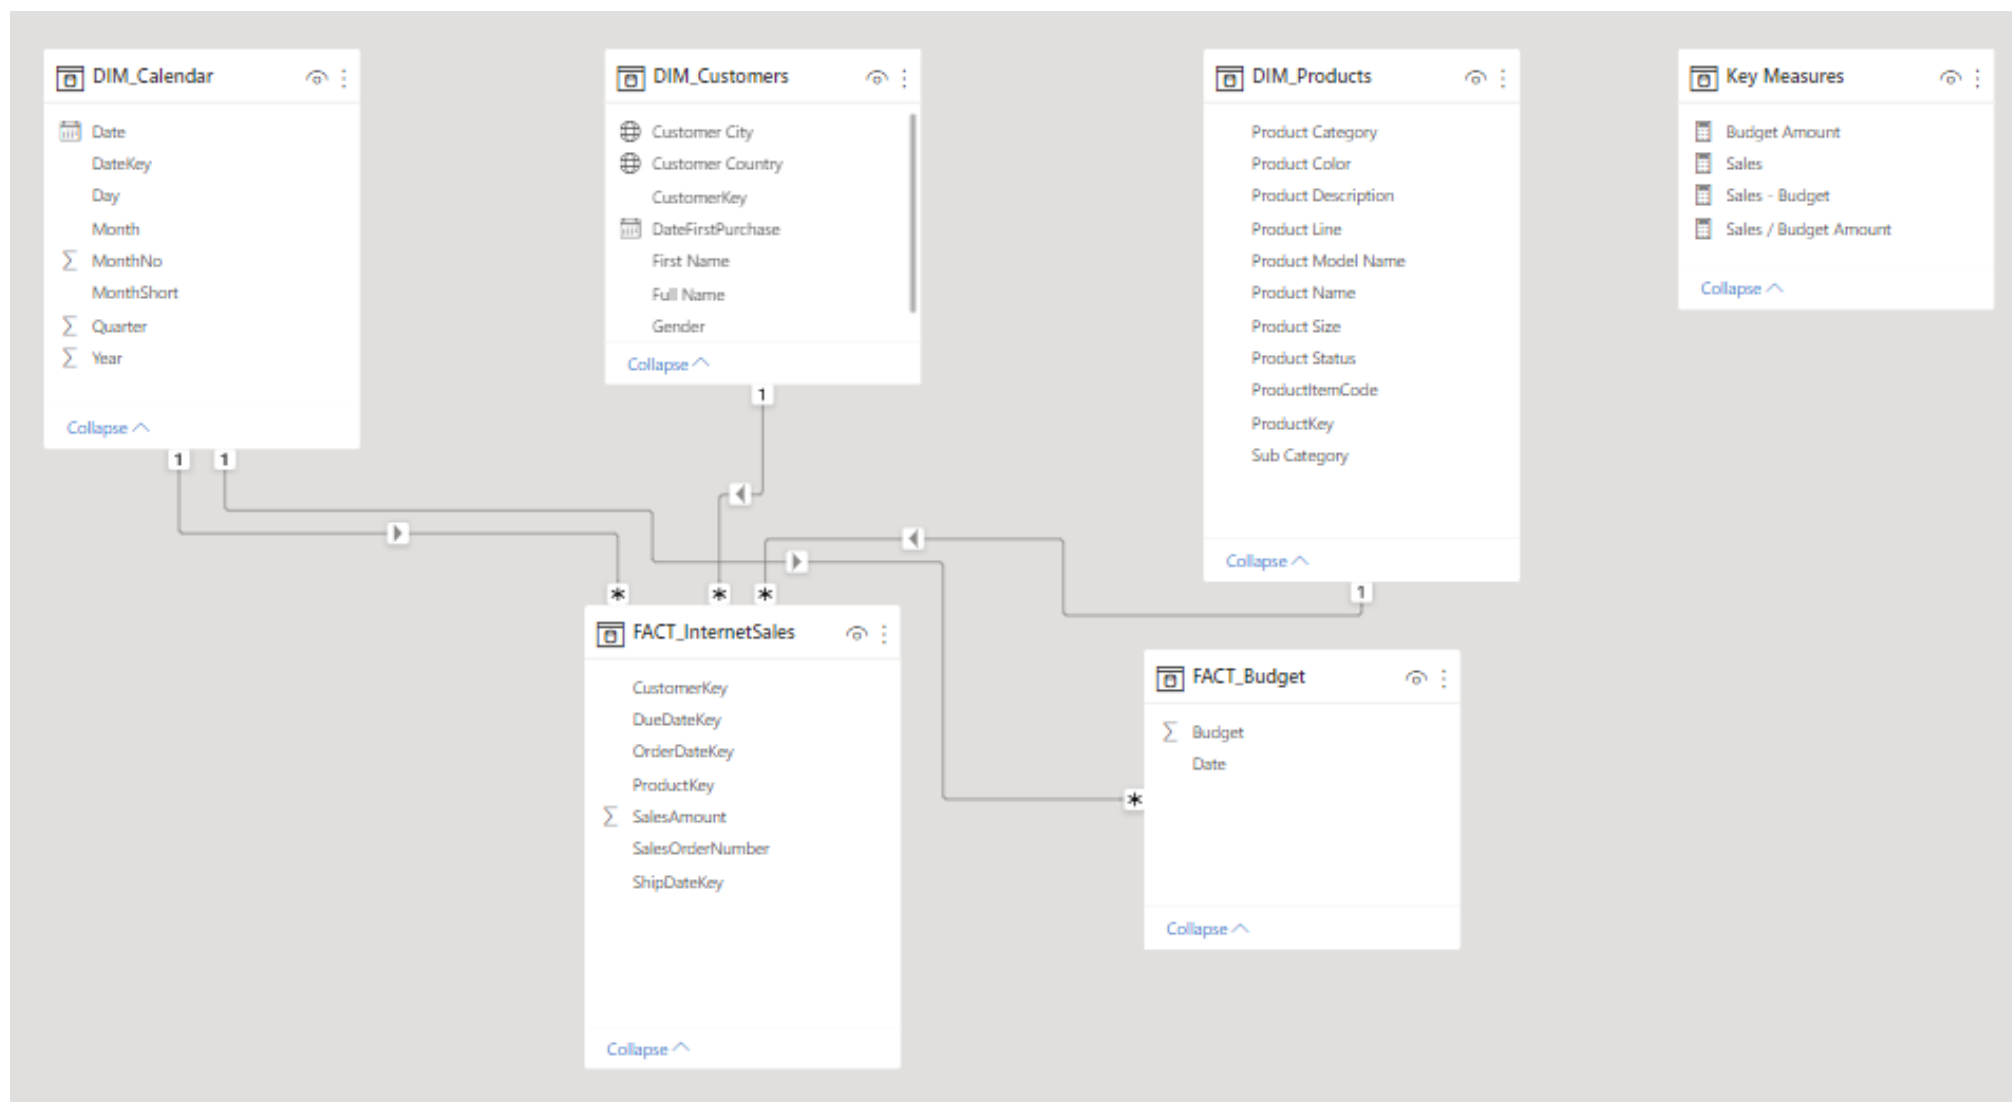 DIM_Calendar
Date
DateKey
Day
Month
MonthNo
MonthShort
Quarter
Year
Collapse
1
1
DIM_Customers
Customer City
Customer Country
CustomerKey
DateFirstPurchase
First Name
Full Name
Gender
Collapse
1
DIM_Products
Product Category
Product Color
Product Description
Product Line
Product Model Name
Product Name
Product Size
Product Status
ProductItemCode
ProductKey
Sub Category
Collapse
1
Key Measures
Budget Amount
Sales
Sales - Budget
Sales / Budget Amount
Collapse
* * *
FACT_InternetSales
CustomerKey
DueDateKey
OrderDateKey
ProductKey
SalesAmount
SalesOrderNumber
ShipDateKey
Collapse
*
FACT_Budget
Budget
Date
Collapse